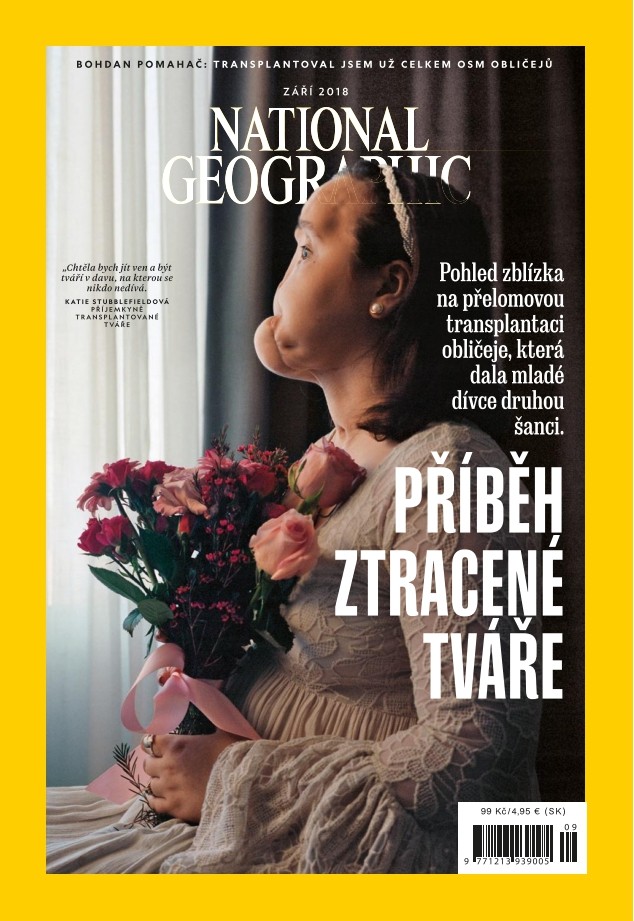 BOHDAN POMAHAČ: TRANSPLANTOVAL JSEM UŽ CELKEM OSM OBLIČEJŮ
ZÁŘÍ 2018
NATIONAL
GEOGRAPHIC
„Chtěla bych jít ven a být
tváří v davu, na kterou se
nikdo nedívá.
KATIE STUBBLEFIELDOVÁ
PŘÍJEMKYNĚ
TRANSPLANTOVANÉ
TVÁŘE
Pohled zblízka
na přelomovou
transplantaci
obličeje, která
dala mladé
dívce druhou
šanci.
PŘÍBĚH
ZTRACENÉ
TVÁŘE
99 Kč/4,95 € (SK)
09
9 771213 939005